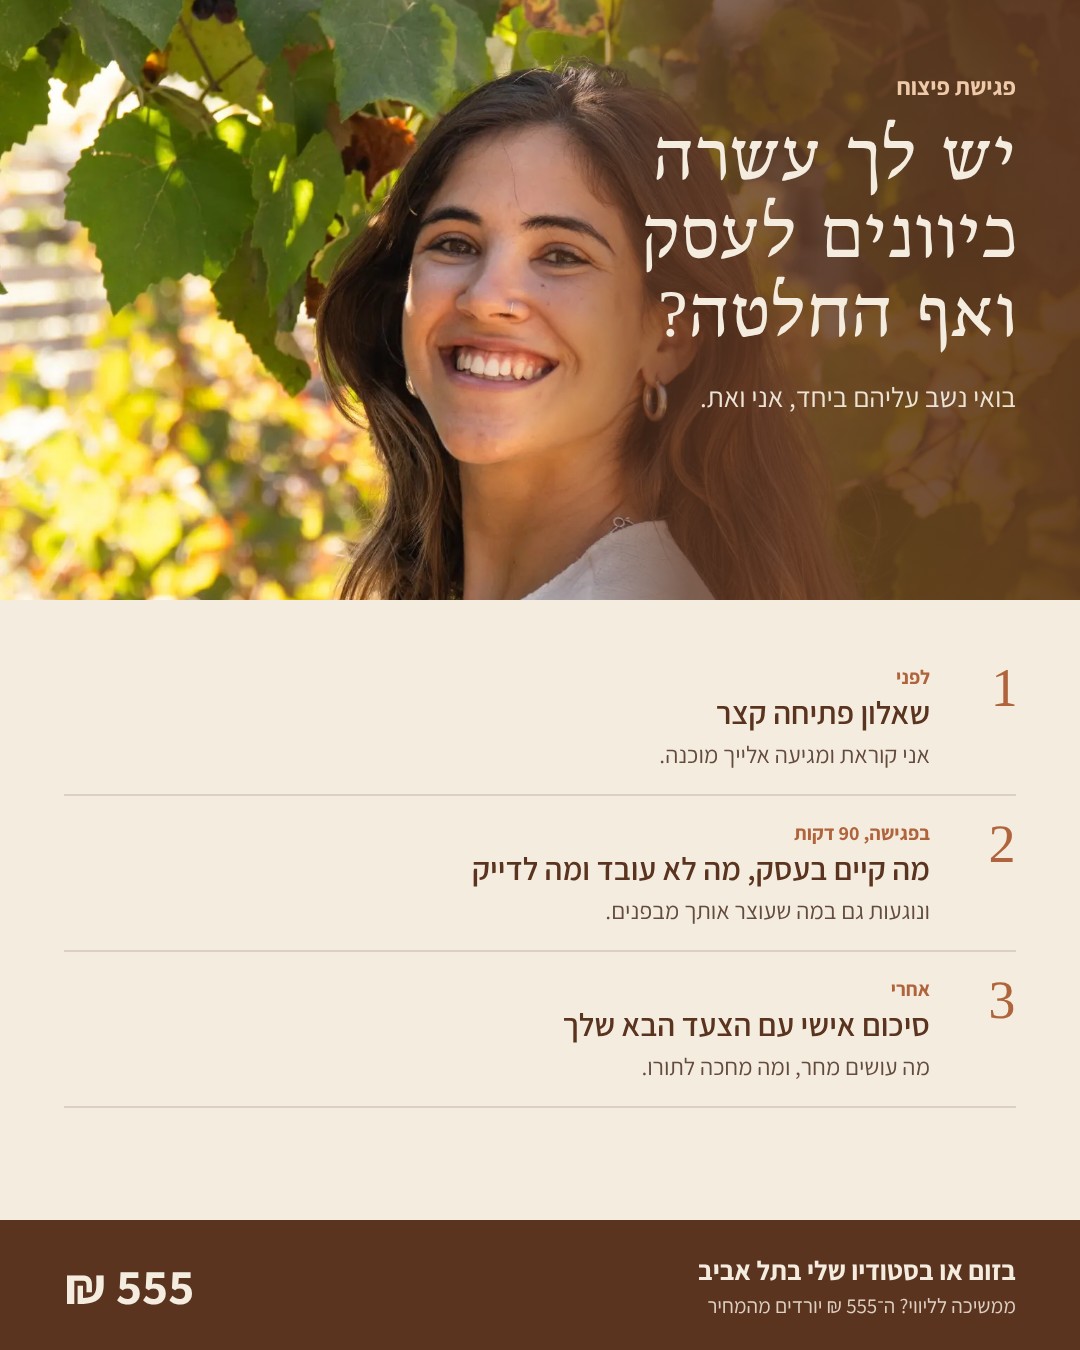 פגישת פיצוח
יש לך עשרה
כיוונים לעסק
ואף החלטה?
בואי נשב עליהם ביחד, אני ואת.
1
לפני
שאלון פתיחה קצר
אני קוראת ומגיעה אלייך מוכנה.
2
בפגישה, 90 דקות
מה קיים בעסק, מה לא עובד ומה לדייק
ונוגעות גם במה שעוצר אותך מבפנים.
3
אחרי
סיכום אישי עם הצעד הבא שלך
מה עושים מחר, ומה מחכה לתורו.
בזום או בסטודיו שלי בתל אביב
ממשיכה לליווי? ה־555 ₪ יורדים מהמחיר
555 ₪